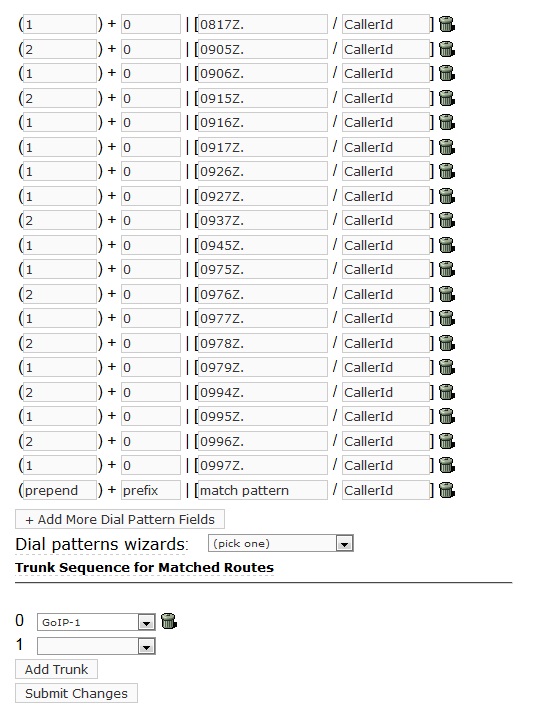 (1) + 0 | [0817Z. / CallerId]
(2) + 0 | [0905Z. / CallerId]
(1) + 0 | [0906Z. / CallerId]
(2) + 0 | [0915Z. / CallerId]
(1) + 0 | [0916Z. / CallerId]
(1) + 0 | [0917Z. / CallerId]
(1) + 0 | [0926Z. / CallerId]
(1) + 0 | [0927Z. / CallerId]
(2) + 0 | [0937Z. / CallerId]
(1) + 0 | [0945Z. / CallerId]
(1) + 0 | [0975Z. / CallerId]
(2) + 0 | [0976Z. / CallerId]
(1) + 0 | [0977Z. / CallerId]
(2) + 0 | [0978Z. / CallerId]
(1) + 0 | [0979Z. / CallerId]
(2) + 0 | [0994Z. / CallerId]
(1) + 0 | [0995Z. / CallerId]
(2) + 0 | [0996Z. / CallerId]
(1) + 0 | [0997Z. / CallerId]
(prepend) + prefix | [match pattern / CallerId]
+ Add More Dial Pattern Fields
Dial patterns wizards: (pick one)
Trunk Sequence for Matched Routes
0 GoIP-1
1
Add Trunk
Submit Changes